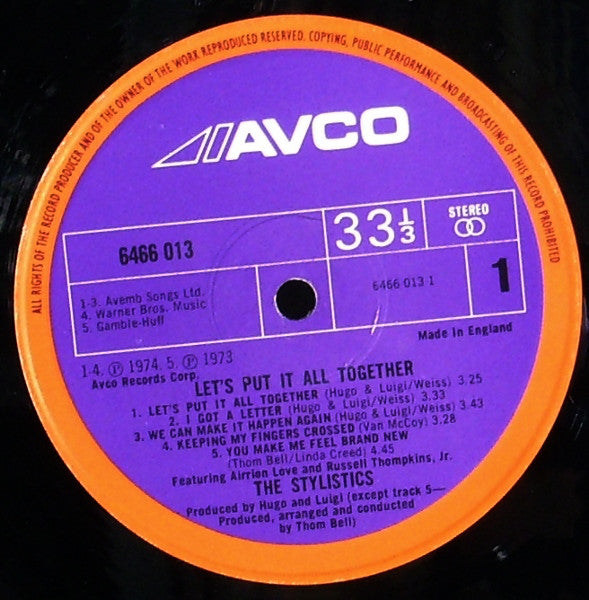 ALL RIGHTS OF THE RECORD PRODUCER AND OF THE OWNER OF THE WORK REPRODUCED RESERVED. COPYING, PUBLIC PERFORMANCE AND BROADCASTING OF THIS RECORD PROHIBITED
AVCO
6466 013
33 1/3
STEREO
1-3. Avemb Songs Ltd.
4. Warner Bros. Music
5. Gamble-Huff
6466 013 1
1
Made in England
1-4. ℗ 1974. 5. ℗ 1973
Avco Records Corp.
LET'S PUT IT ALL TOGETHER
1. LET'S PUT IT ALL TOGETHER (Hugo & Luigi/Weiss) 3.25
2. I GOT A LETTER (Hugo & Luigi/Weiss) 3.33
3. WE CAN MAKE IT HAPPEN AGAIN (Hugo & Luigi/Weiss) 3.43
4. KEEPING MY FINGERS CROSSED (Van McCoy) 3.28
5. YOU MAKE ME FEEL BRAND NEW
(Thom Bell/Linda Creed) 4.45
Featuring Airrion Love and Russell Thompkins, Jr.
THE STYLISTICS
Produced by Hugo and Luigi (except track 5—
Produced, arranged and conducted
by Thom Bell)